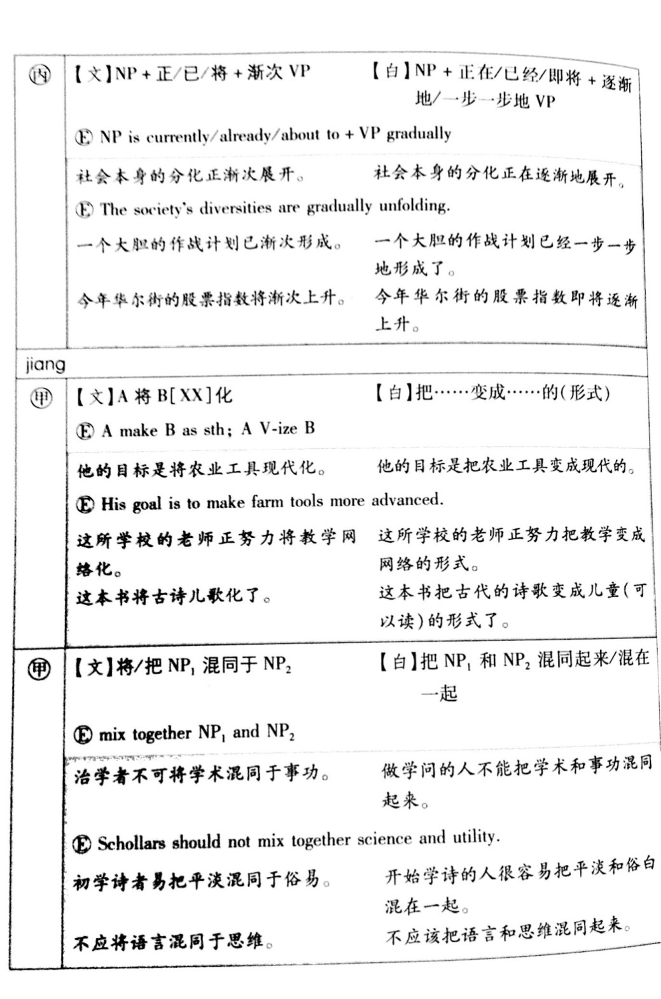 丙
【文】NP + 正/已/将 + 渐次 VP
【白】NP + 正在/已经/即将 + 逐渐
地/一步一步地 VP
Ⓔ NP is currently/already/about to + VP gradually
社会本身的分化正渐次展开。
社会本身的分化正在逐渐地展开。
Ⓔ The society's diversities are gradually unfolding.
一个大胆的作战计划已渐次形成。
一个大胆的作战计划已经一步一步
地形成了。
今年华尔街的股票指数将渐次上升。
今年华尔街的股票指数即将逐渐
上升。
jiang
甲
【文】A 将 B[XX]化
【白】把……变成……的(形式)
Ⓔ A make B as sth; A V-ize B
他的目标是将农业工具现代化。
他的目标是把农业工具变成现代的。
Ⓔ His goal is to make farm tools more advanced.
这所学校的老师正努力将教学网
络化。
这所学校的老师正努力把教学变成
网络的形式。
这本书将古诗儿歌化了。
这本书把古代的诗歌变成儿童(可
以读)的形式了。
甲
【文】将/把 NP₁ 混同于 NP₂
【白】把 NP₁ 和 NP₂ 混同起来/混在
一起
Ⓔ mix together NP₁ and NP₂
治学者不可将学术混同于事功。
做学问的人不能把学术和事功混同
起来。
Ⓔ Schollars should not mix together science and utility.
初学诗者易把平淡混同于俗易。
开始学诗的人很容易把平淡和俗白
混在一起。
不应将语言混同于思维。
不应该把语言和思维混同起来。